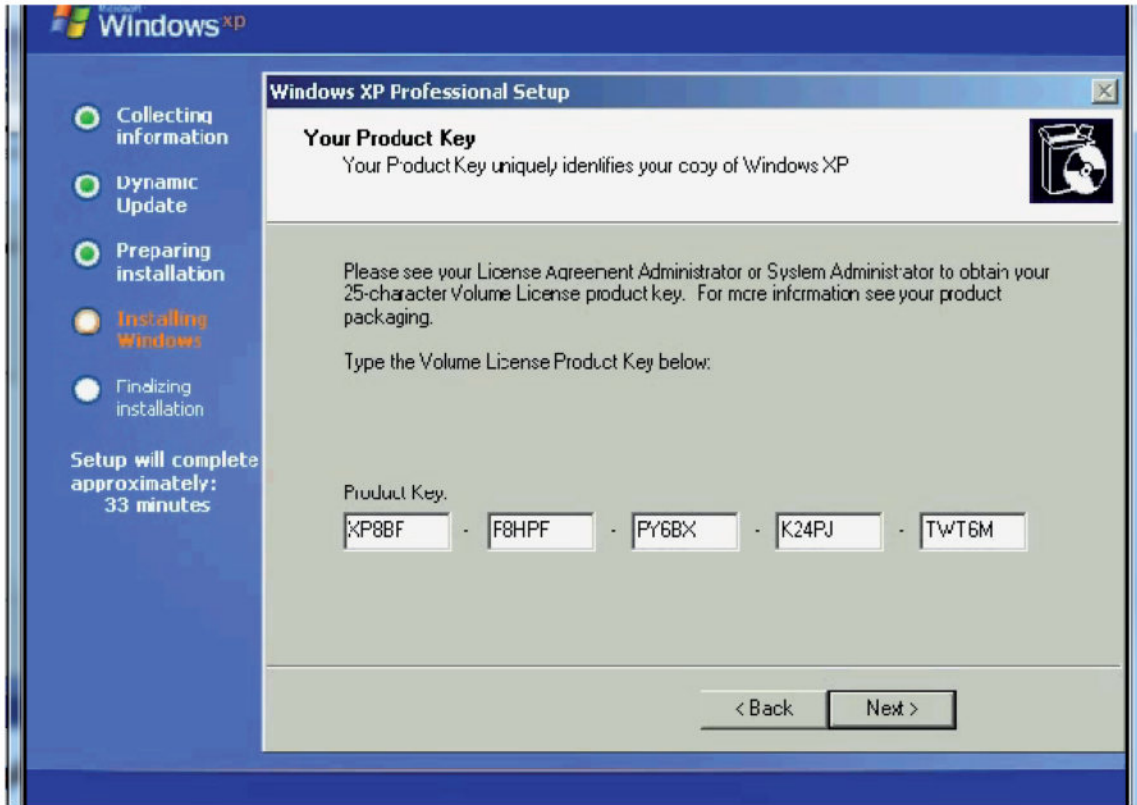 Microsoft
Windows xp
Collecting
information
Dynamic
Update
Preparing
installation
Installing
Windows
Finalizing
installation
Setup will complete
approximately:
33 minutes
Windows XP Professional Setup
Your Product Key
Your Product Key uniquely identifies your copy of Windows XP
Please see your License Agreement Administrator or System Administrator to obtain your
25-character Volume License product key. For more information see your product
packaging.
Type the Volume License Product Key below:
Product Key:
XP8BF - F8HPF - PY6BX - K24PJ - TWT6M
< Back Next >